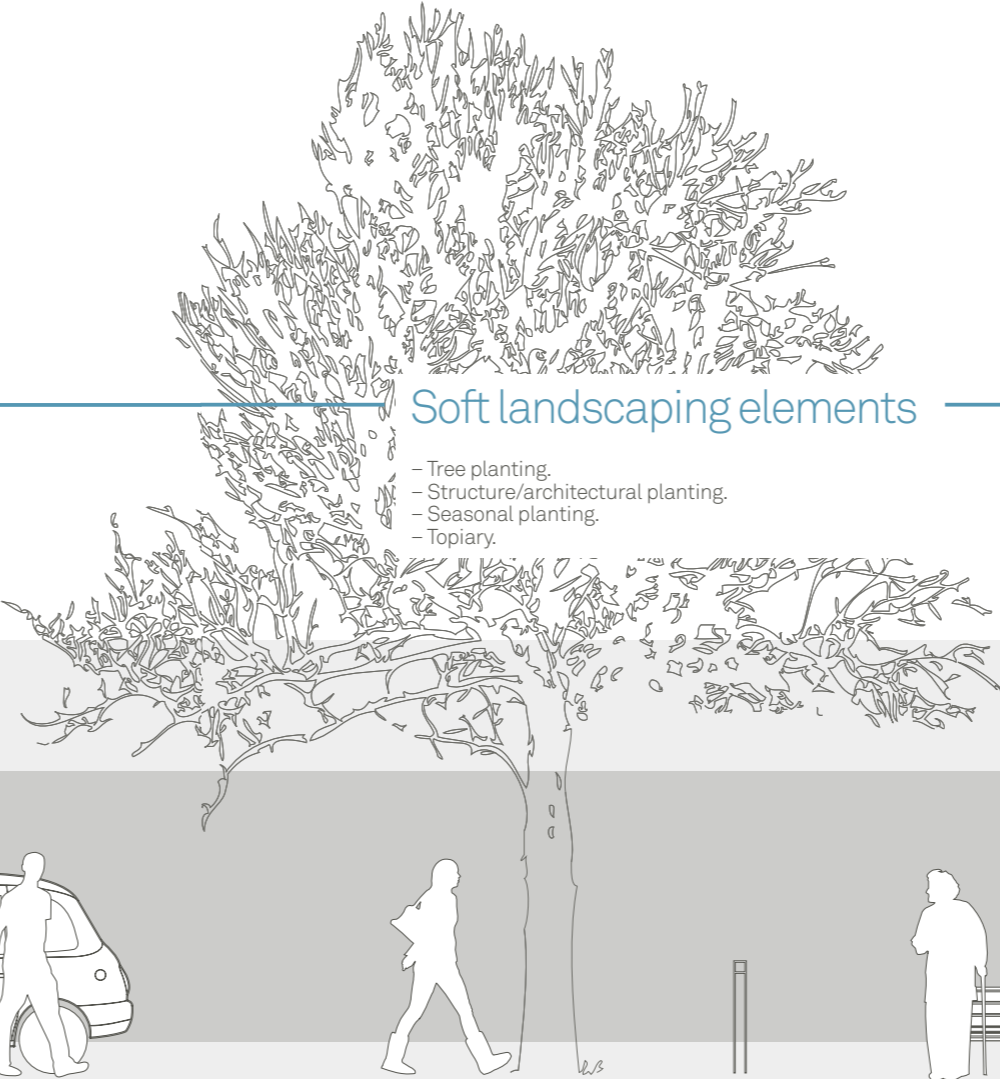 Soft landscaping elements
– Tree planting.
– Structure/architectural planting.
– Seasonal planting.
– Topiary.